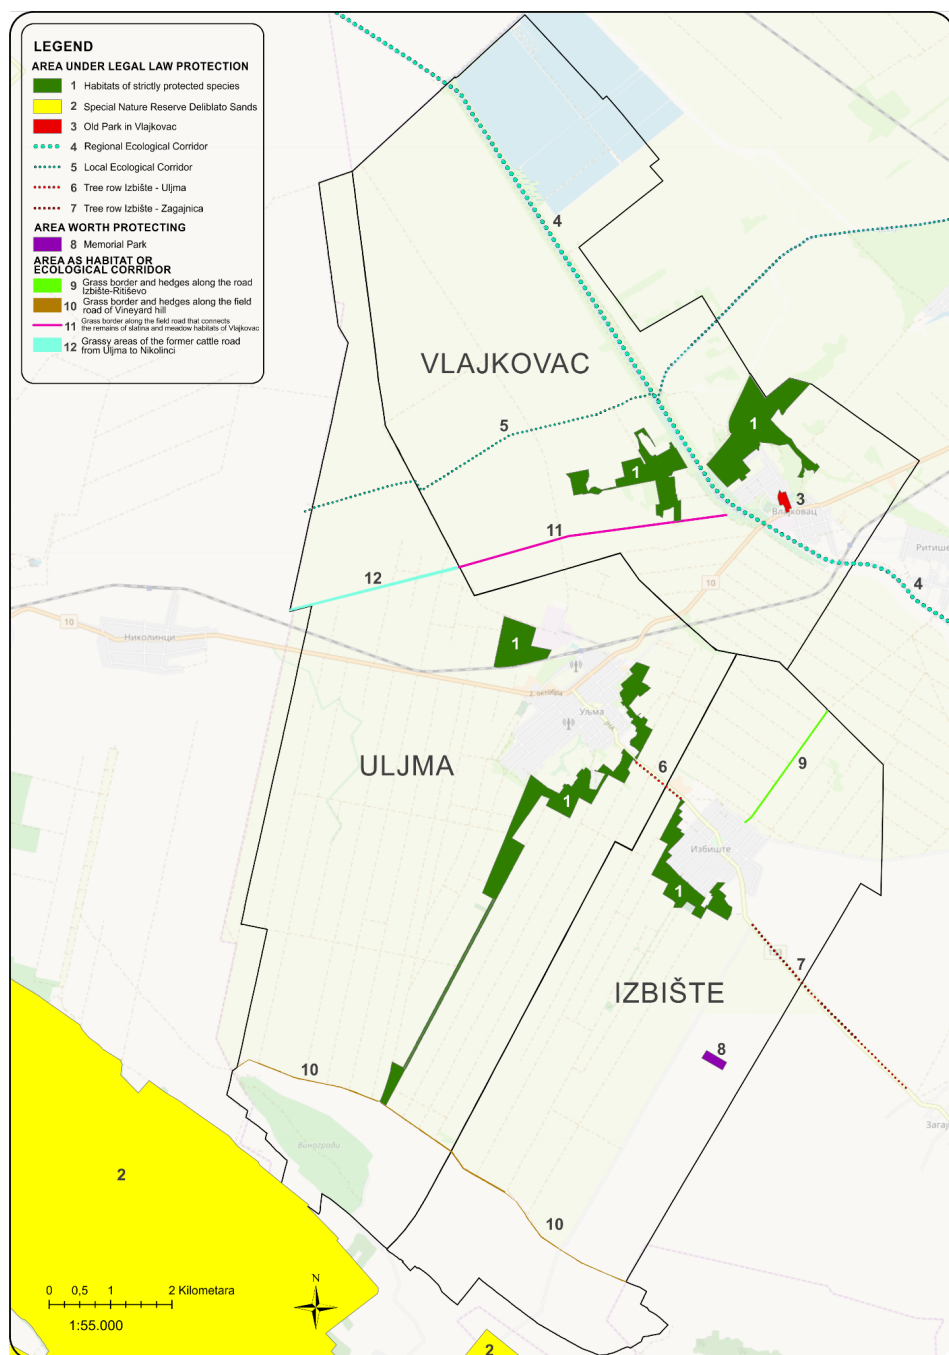 LEGEND
AREA UNDER LEGAL LAW PROTECTION
1 Habitats of strictly protected species
2 Special Nature Reserve Deliblato Sands
3 Old Park in Vlajkovac
4 Regional Ecological Corridor
5 Local Ecological Corridor
6 Tree row Izbište - Uljma
7 Tree row Izbište - Zagajnica
AREA WORTH PROTECTING
8 Memorial Park
AREA AS HABITAT OR
ECOLOGICAL CORRIDOR
9 Grass border and hedges along the road
Izbište-Ritiševo
10 Grass border and hedges along the field
road of Vineyard hill
11 Grass border along the field road that connects
the remains of slatina and meadow habitats of Vlajkovac
12 Grassy areas of the former cattle road
from Uljma to Nikolinci
4
VLAJKOVAC
5
1
1
3
Влајковац
11
Ритише
12
10
4
10
Николинци
1
2. октобра
Уљма
ULJMA
6
9
1
Избиште
1
7
IZBIŠTE
8
10
Загај
Виногради
2
10
0 0,5 1 2 Kilometara
1:55.000
N
2